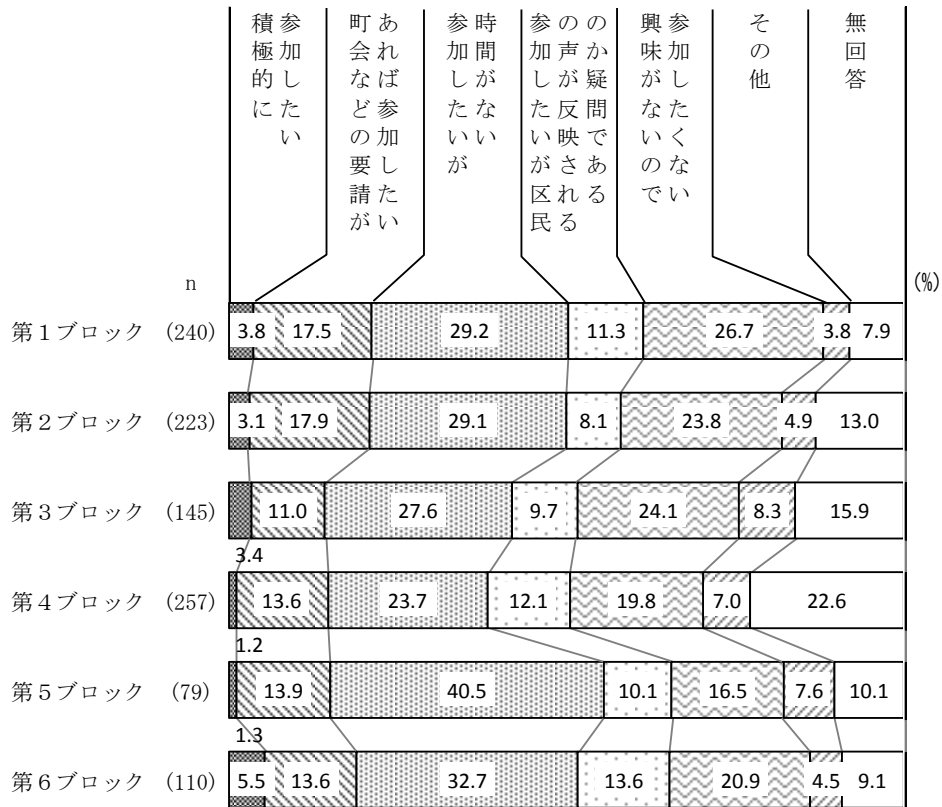 積極的に
参加したい
町会などの要請が
あれば参加したい
参加したいが
時間がない
参加したいが区民
の声が反映される
のか疑問である
興味がないので
参加したくない
その他
無回答
n
(%)
第1ブロック (240) 3.8 17.5 29.2 11.3 26.7 3.8 7.9
第2ブロック (223) 3.1 17.9 29.1 8.1 23.8 4.9 13.0
第3ブロック (145) 11.0 27.6 9.7 24.1 8.3 15.9
3.4
第4ブロック (257) 13.6 23.7 12.1 19.8 7.0 22.6
1.2
第5ブロック (79) 13.9 40.5 10.1 16.5 7.6 10.1
1.3
第6ブロック (110) 5.5 13.6 32.7 13.6 20.9 4.5 9.1